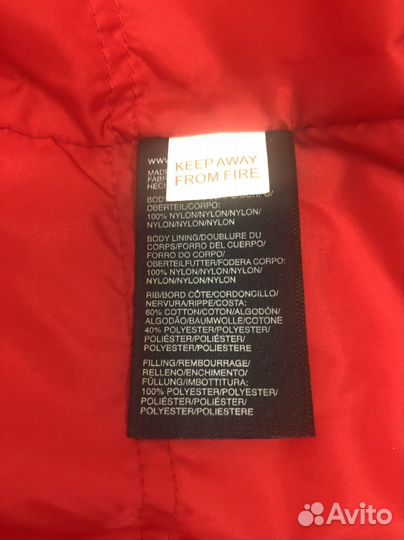 WWW.
KEEP AWAY
FROM FIRE
MADE
FABR
BODY
OBERTEIL/CORPO:
100% NYLON/NYLON/NYLON/
NYLON/NYLON/NYLON
BODY LINING/DOUBLURE DU
CORPS/FORRO DEL CUERPO/
FORRO DO CORPO/
OBERTEILFUTTER/FODERA CORPO:
100% NYLON/NYLON/NYLON/
NYLON/NYLON/NYLON
RIB/BORD CÔTE/CORDONCILLO/
NERVURA/RIPPE/COSTA:
60% COTTON/COTON/ALGODÓN/
ALGODÃO/BAUMWOLLE/COTONE
40% POLYESTER/POLYESTER/
POLIÉSTER/POLIÉSTER/
POLYESTER/POLIESTERE
FILLING/REMBOURRAGE/
RELLENO/ENCHIMENTO/
FÜLLUNG/IMBOTTITURA:
100% POLYESTER/POLYESTER/
POLIÉSTER/POLIÉSTER/
POLYESTER/POLIESTERE
Avito